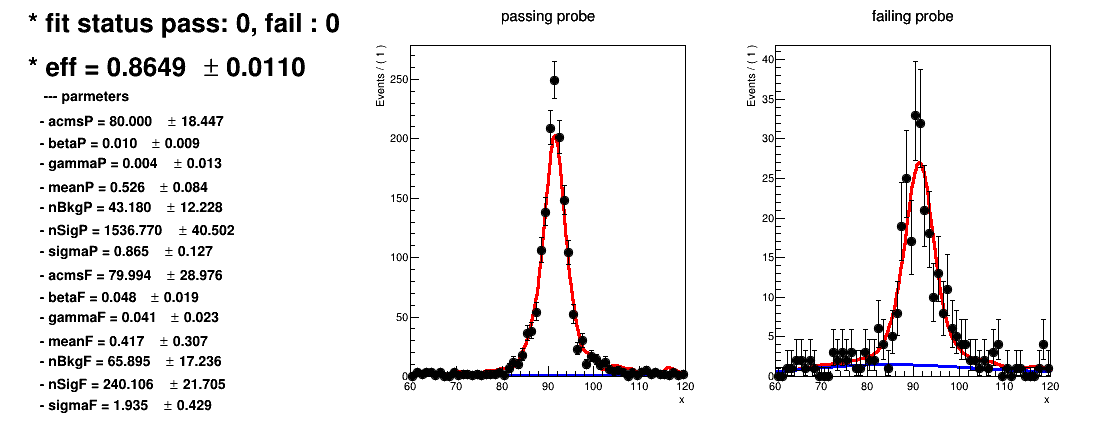 * fit status pass: 0, fail : 0
* eff = 0.8649 ± 0.0110
--- parmeters
- acmsP = 80.000 ± 18.447
- betaP = 0.010 ± 0.009
- gammaP = 0.004 ± 0.013
- meanP = 0.526 ± 0.084
- nBkgP = 43.180 ± 12.228
- nSigP = 1536.770 ± 40.502
- sigmaP = 0.865 ± 0.127
- acmsF = 79.994 ± 28.976
- betaF = 0.048 ± 0.019
- gammaF = 0.041 ± 0.023
- meanF = 0.417 ± 0.307
- nBkgF = 65.895 ± 17.236
- nSigF = 240.106 ± 21.705
- sigmaF = 1.935 ± 0.429
passing probe
Events / ( 1 )
250
200
150
100
50
0
60 70 80 90 100 110 120
x
failing probe
Events / ( 1 )
40
35
30
25
20
15
10
5
0
60 70 80 90 100 110 120
x